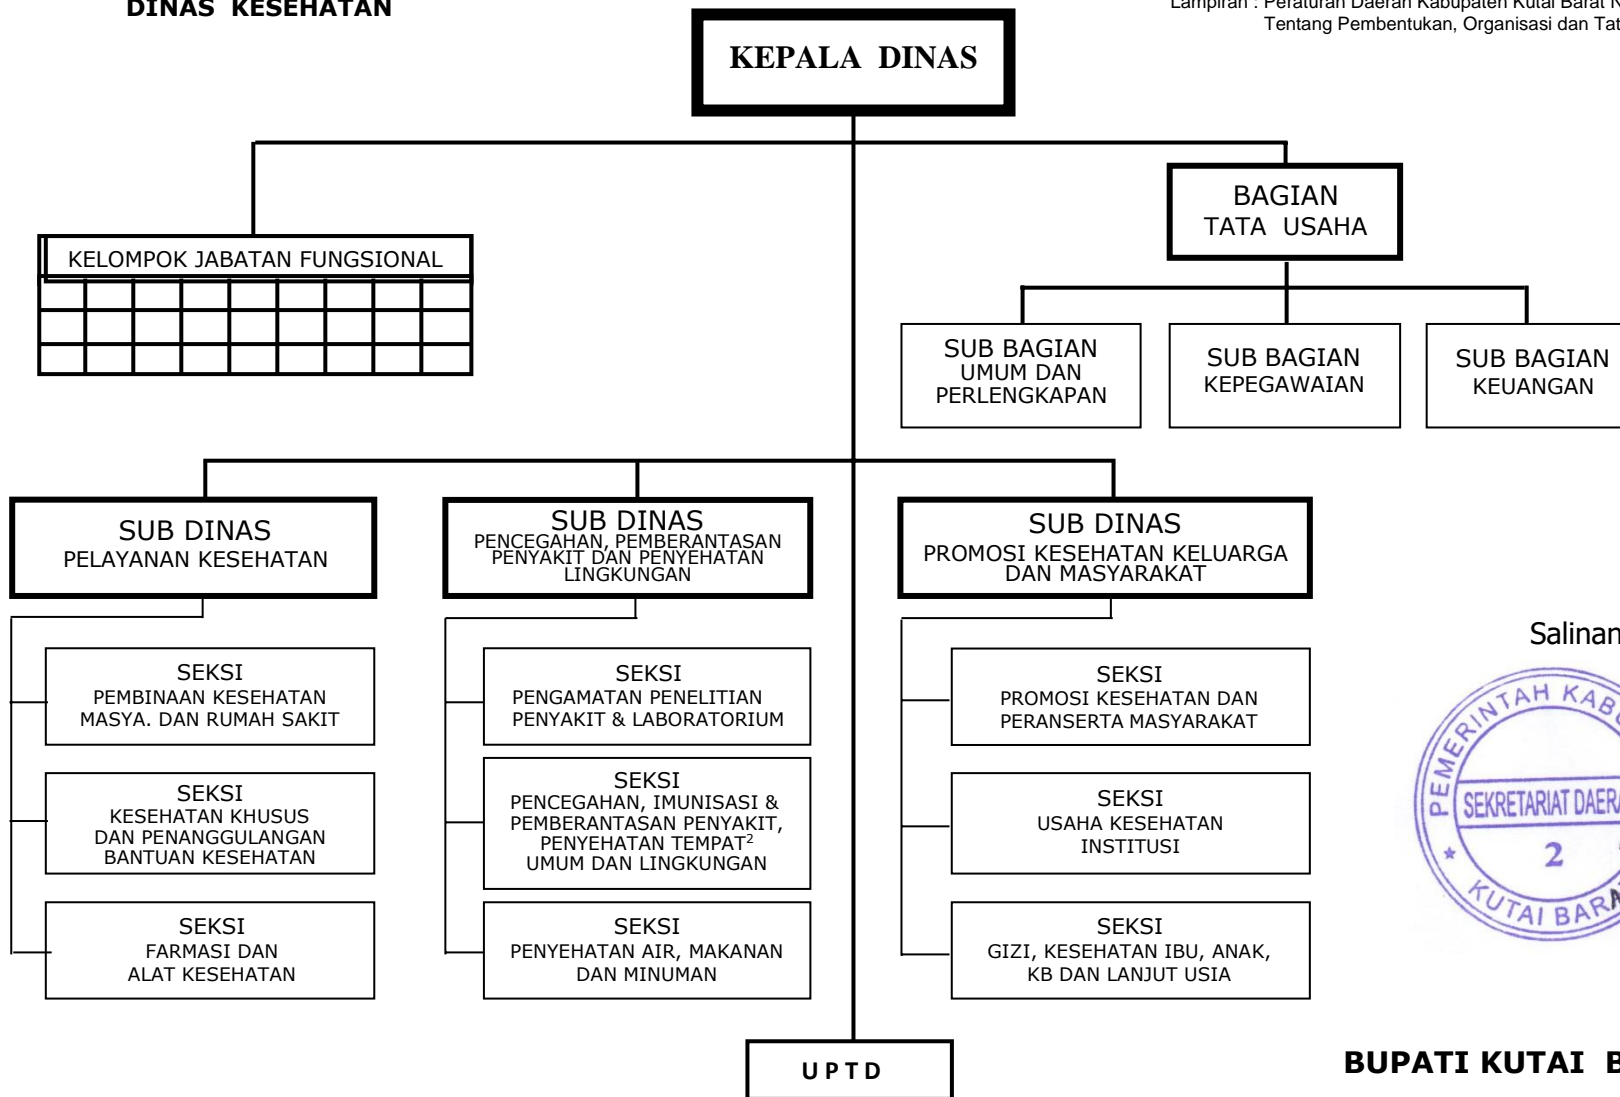 DINAS KESEHATAN
Lampiran : Peraturan Daerah Kabupaten Kutai Barat
Tentang Pembentukan, Organisasi dan
KEPALA DINAS
KELOMPOK JABATAN FUNGSIONAL
BAGIAN
TATA USAHA
SUB BAGIAN
UMUM DAN
PERLENGKAPAN
SUB BAGIAN
KEPEGAWAIAN
SUB BAGIAN
KEUANGAN
SUB DINAS
PELAYANAN KESEHATAN
SUB DINAS
PENCEGAHAN, PEMBERANTASAN
PENYAKIT DAN PENYEHATAN
LINGKUNGAN
SUB DINAS
PROMOSI KESEHATAN KELUARGA
DAN MASYARAKAT
SEKSI
PEMBINAAN KESEHATAN
MASYA. DAN RUMAH SAKIT
SEKSI
KESEHATAN KHUSUS
DAN PENANGGULANGAN
BANTUAN KESEHATAN
SEKSI
FARMASI DAN
ALAT KESEHATAN
SEKSI
PENGAMATAN PENELITIAN
PENYAKIT & LABORATORIUM
SEKSI
PENCEGAHAN, IMUNISASI &
PEMBERANTASAN PENYAKIT,
PENYEHATAN TEMPAT²
UMUM DAN LINGKUNGAN
SEKSI
PENYEHATAN AIR, MAKANAN
DAN MINUMAN
SEKSI
PROMOSI KESEHATAN DAN
PERANSERTA MASYARAKAT
SEKSI
USAHA KESEHATAN
INSTITUSI
SEKSI
GIZI, KESEHATAN IBU, ANAK,
KB DAN LANJUT USIA
UPTD
Salinan
PEMERINTAH
SEKRETARIAT
2
KUTAI
BUPATI KUTAI